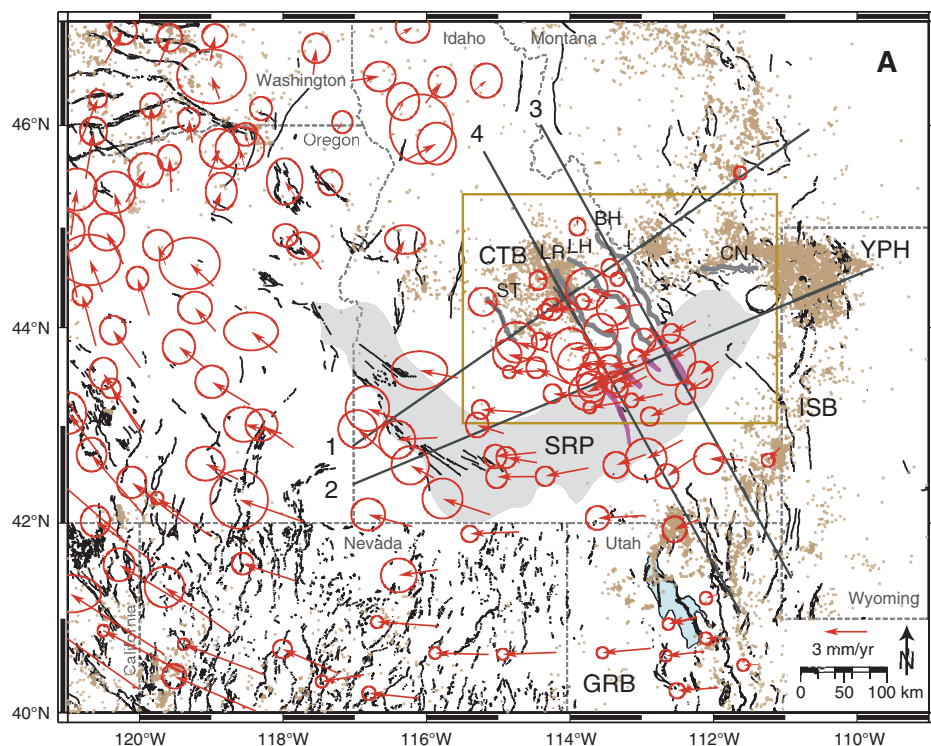 Idaho
Montana
A
Washington
46°N
Oregon
4
3
BH
CTB
LR
LH
CN
YPH
ST
44°N
ISB
1
SRP
2
42°N
Nevada
Utah
California
Wyoming
3 mm/yr
N
GRB
0
50
100 km
40°N
120°W
118°W
116°W
114°W
112°W
110°W